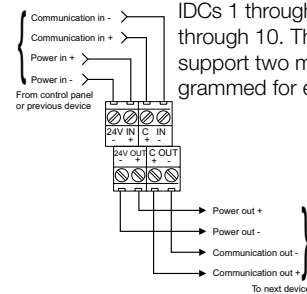 Communication in -
Communication in +
Power in +
Power in -
From control panel
or previous device
IDCs 1 through
through 10. Th
support two m
grammed for e
24V IN C IN
- + + -
24V OUT C OUT
- + + -
Power out +
Power out -
Communication out -
Communication out +
To next device